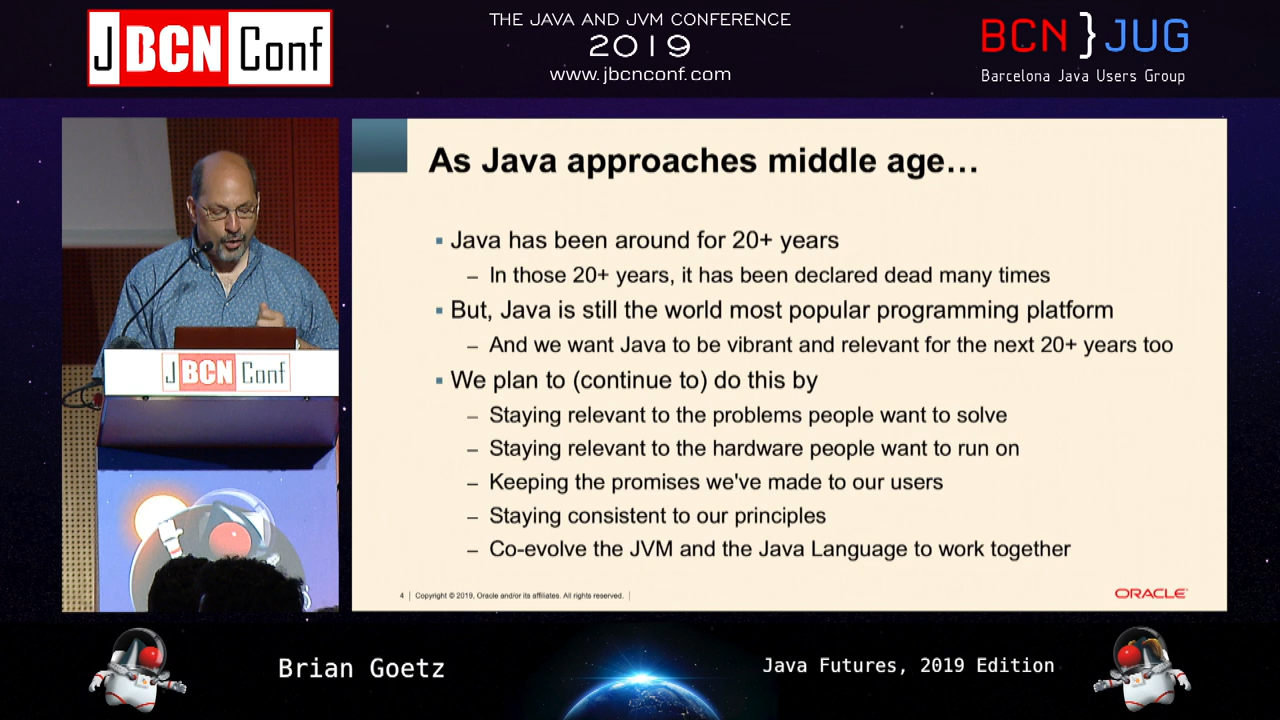 JBCNConf
THE JAVA AND JVM CONFERENCE
2019
www.jbcnconf.com
BCN}JUG
Barcelona Java Users Group
As Java approaches middle age…
Java has been around for 20+ years
– In those 20+ years, it has been declared dead many times
But, Java is still the world most popular programming platform
– And we want Java to be vibrant and relevant for the next 20+ years too
We plan to (continue to) do this by
– Staying relevant to the problems people want to solve
– Staying relevant to the hardware people want to run on
– Keeping the promises we've made to our users
– Staying consistent to our principles
– Co-evolve the JVM and the Java Language to work together
4 | Copyright © 2019, Oracle and/or its affiliates. All rights reserved. |
ORACLE
JBCNConf
Brian Goetz
Java Futures, 2019 Edition